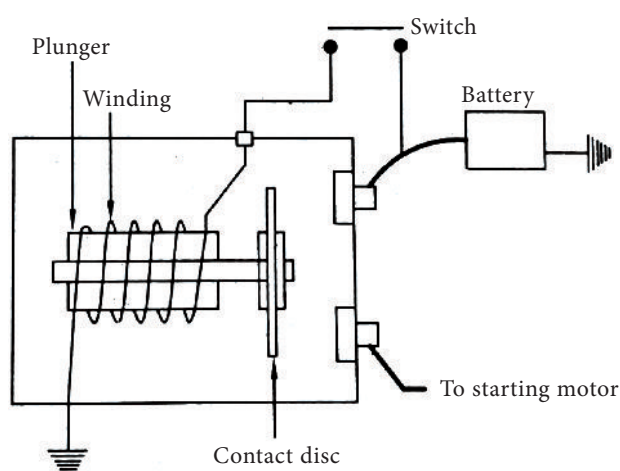 Switch
Plunger
Winding
Battery
To starting motor
Contact disc